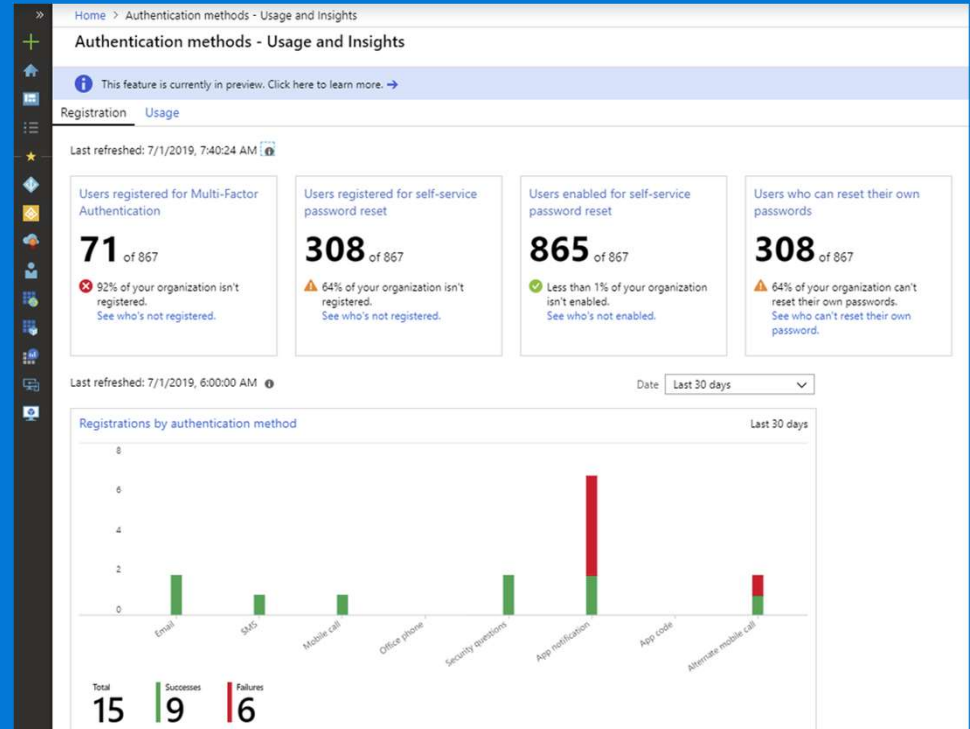 Home > Authentication methods - Usage and Insights
Authentication methods - Usage and Insights
This feature is currently in preview. Click here to learn more. →
Registration Usage
Last refreshed: 7/1/2019, 7:40:24 AM
Users registered for Multi-Factor
Authentication
71 of 867
92% of your organization isn't
registered.
See who's not registered.
Users registered for self-service
password reset
308 of 867
64% of your organization isn't
registered.
See who's not registered.
Users enabled for self-service
password reset
865 of 867
Less than 1% of your organization
isn't enabled.
See who's not enabled.
Users who can reset their own
passwords
308 of 867
64% of your organization can't
reset their own passwords.
See who can't reset their own
password.
Last refreshed: 7/1/2019, 6:00:00 AM
Date Last 30 days
Registrations by authentication method
Last 30 days
8
6
4
2
0
Email
SMS
Mobile call
Office phone
Security questions
App notification
App code
Alternate mobile call
Total
15
Successes
9
Failures
6